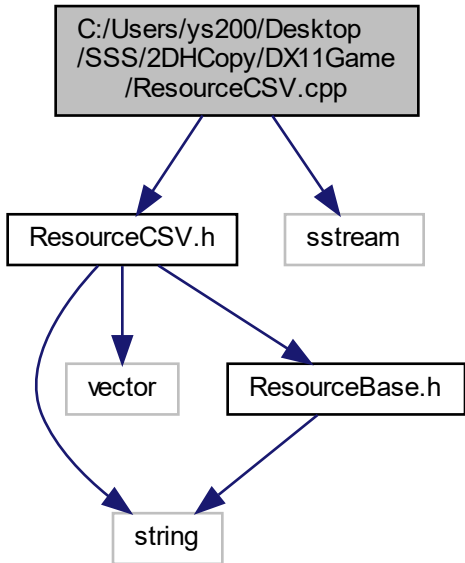 C:/Users/ys200/Desktop
/SSS/2DHCopy/DX11Game
/ResourceCSV.cpp
ResourceCSV.h
sstream
vector
ResourceBase.h
string